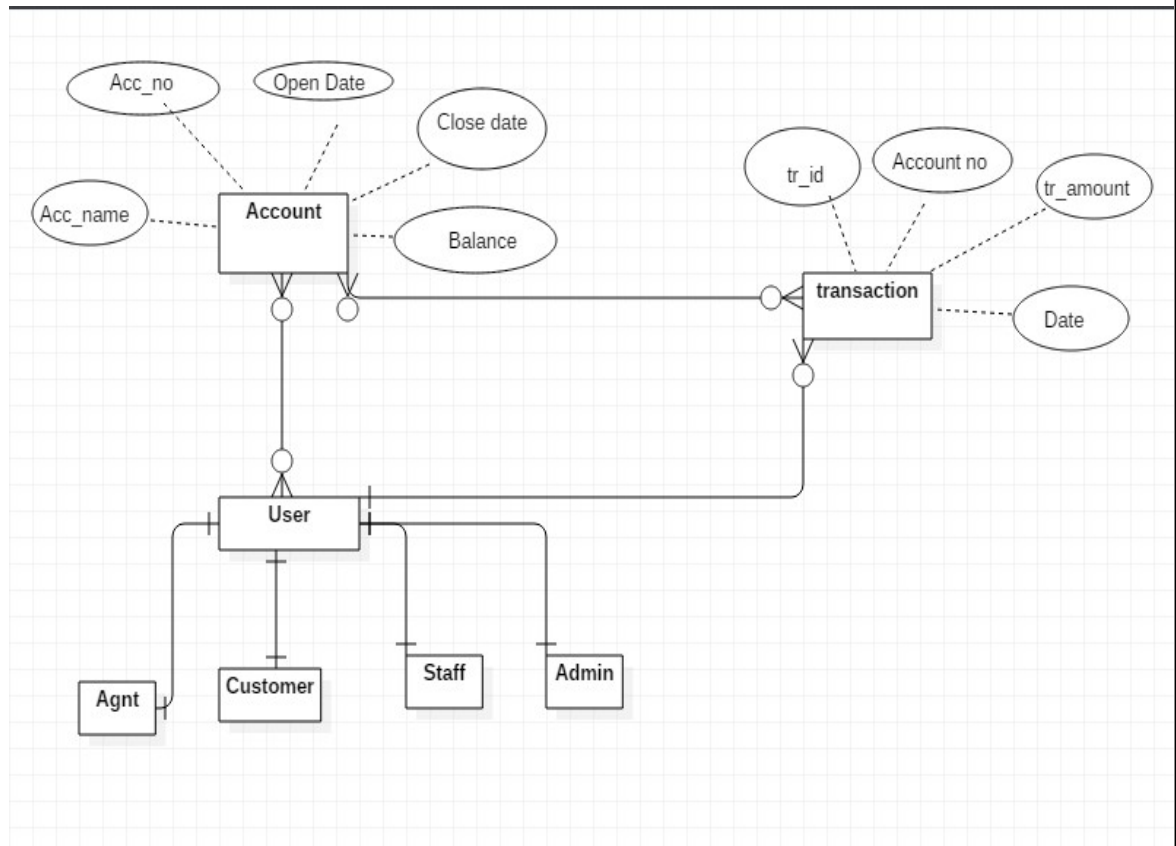 Acc_no
Open Date
Close date
Acc_name
Account
Balance
tr_id
Account no
tr_amount
transaction
Date
User
Agnt
Customer
Staff
Admin